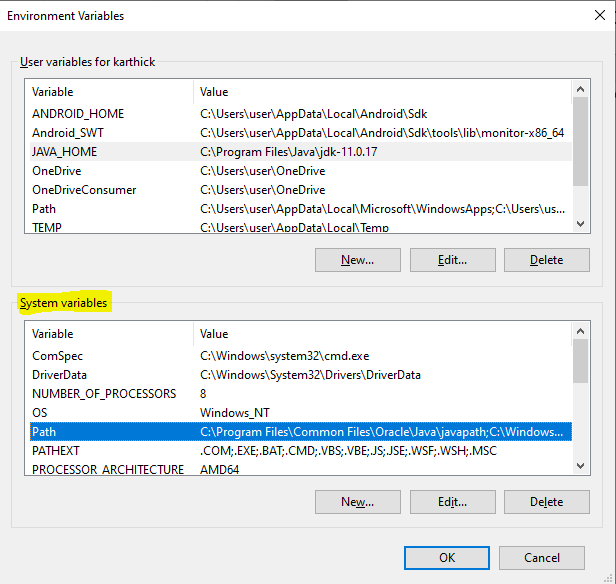 Environment Variables
User variables for karthick
Variable Value
ANDROID_HOME C:\Users\user\AppData\Local\Android\Sdk
Android_SWT C:\Users\user\AppData\Local\Android\Sdk\tools\lib\monitor-x86_64
JAVA_HOME C:\Program Files\Java\jdk-11.0.17
OneDrive C:\Users\user\OneDrive
OneDriveConsumer C:\Users\user\OneDrive
Path C:\Users\user\AppData\Local\Microsoft\WindowsApps;C:\Users\us...
TEMP C:\Users\user\AppData\Local\Temp
New... Edit... Delete
System variables
Variable Value
ComSpec C:\Windows\system32\cmd.exe
DriverData C:\Windows\System32\Drivers\DriverData
NUMBER_OF_PROCESSORS 8
OS Windows_NT
Path C:\Program Files\Common Files\Oracle\Java\javapath;C:\Windows...
PATHEXT .COM;.EXE;.BAT;.CMD;.VBS;.VBE;.JS;.JSE;.WSF;.WSH;.MSC
PROCESSOR_ARCHITECTURE AMD64
New... Edit... Delete
OK Cancel